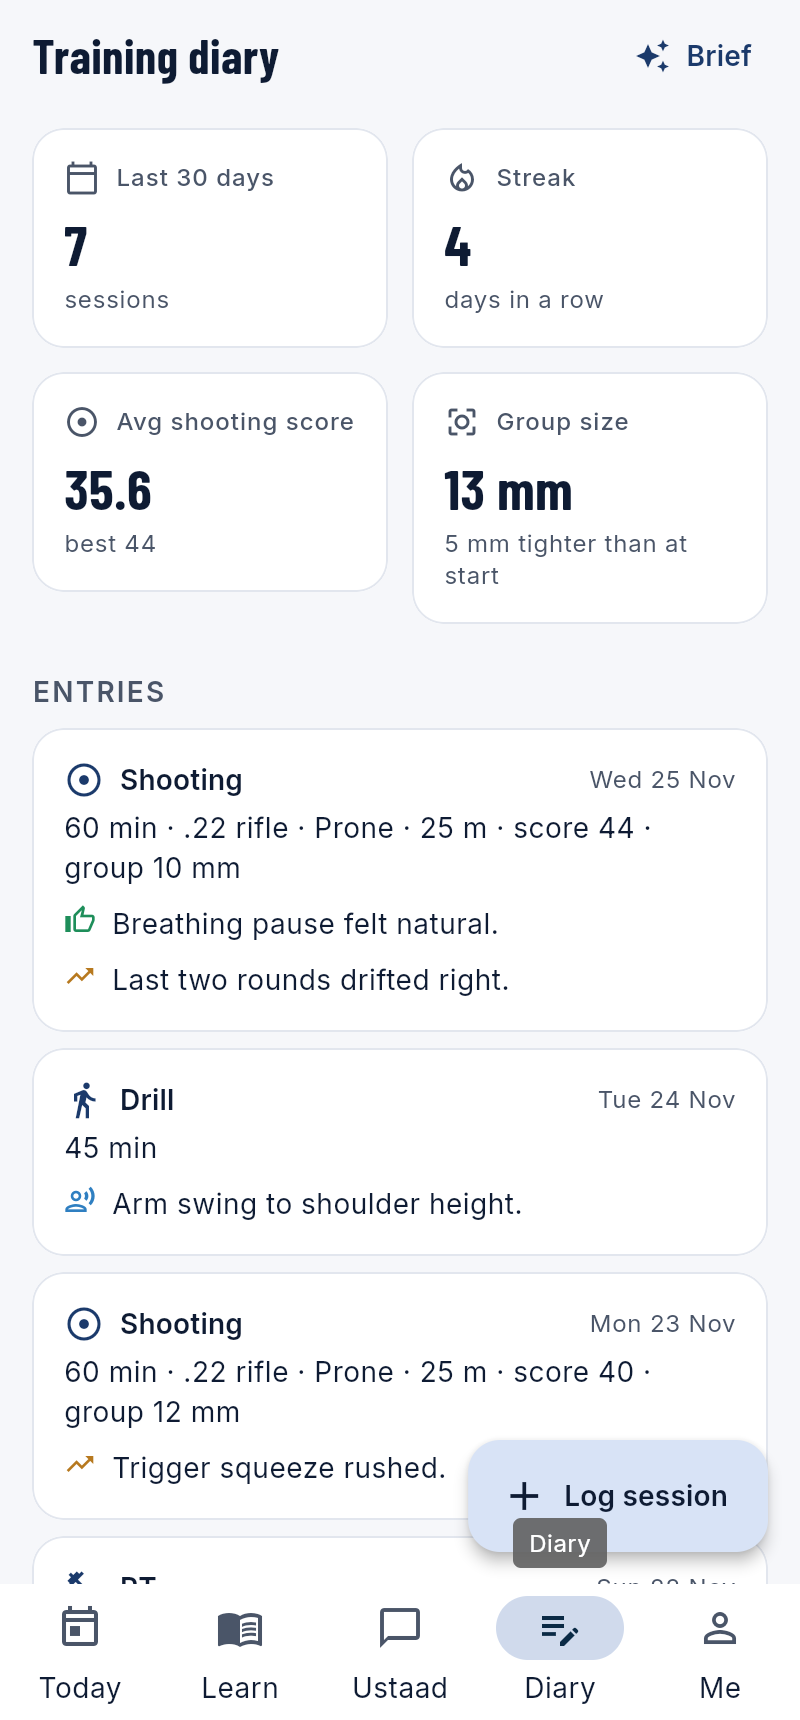 Training diary
Brief
Last 30 days
7
sessions
Streak
4
days in a row
Avg shooting score
35.6
best 44
Group size
13 mm
5 mm tighter than at
start
ENTRIES
Shooting
Wed 25 Nov
60 min · .22 rifle · Prone · 25 m · score 44 ·
group 10 mm
Breathing pause felt natural.
Last two rounds drifted right.
Drill
Tue 24 Nov
45 min
Arm swing to shoulder height.
Shooting
Mon 23 Nov
60 min · .22 rifle · Prone · 25 m · score 40 ·
group 12 mm
Trigger squeeze rushed.
Log session
Diary
PT
Sun 22 Nov
Today
Learn
Ustaad
Diary
Me